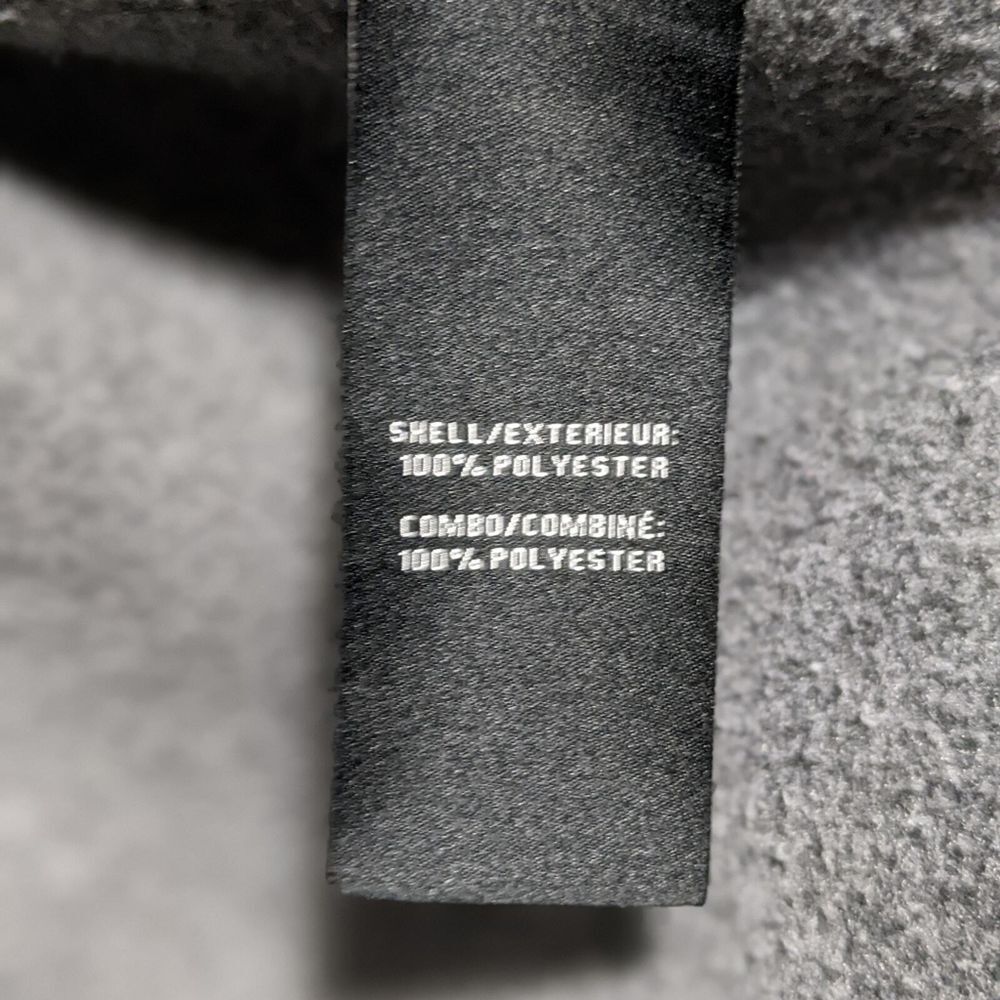 SHELL/EXTERIEUR:
100% POLYESTER
COMBO/COMBINÉ:
100% POLYESTER